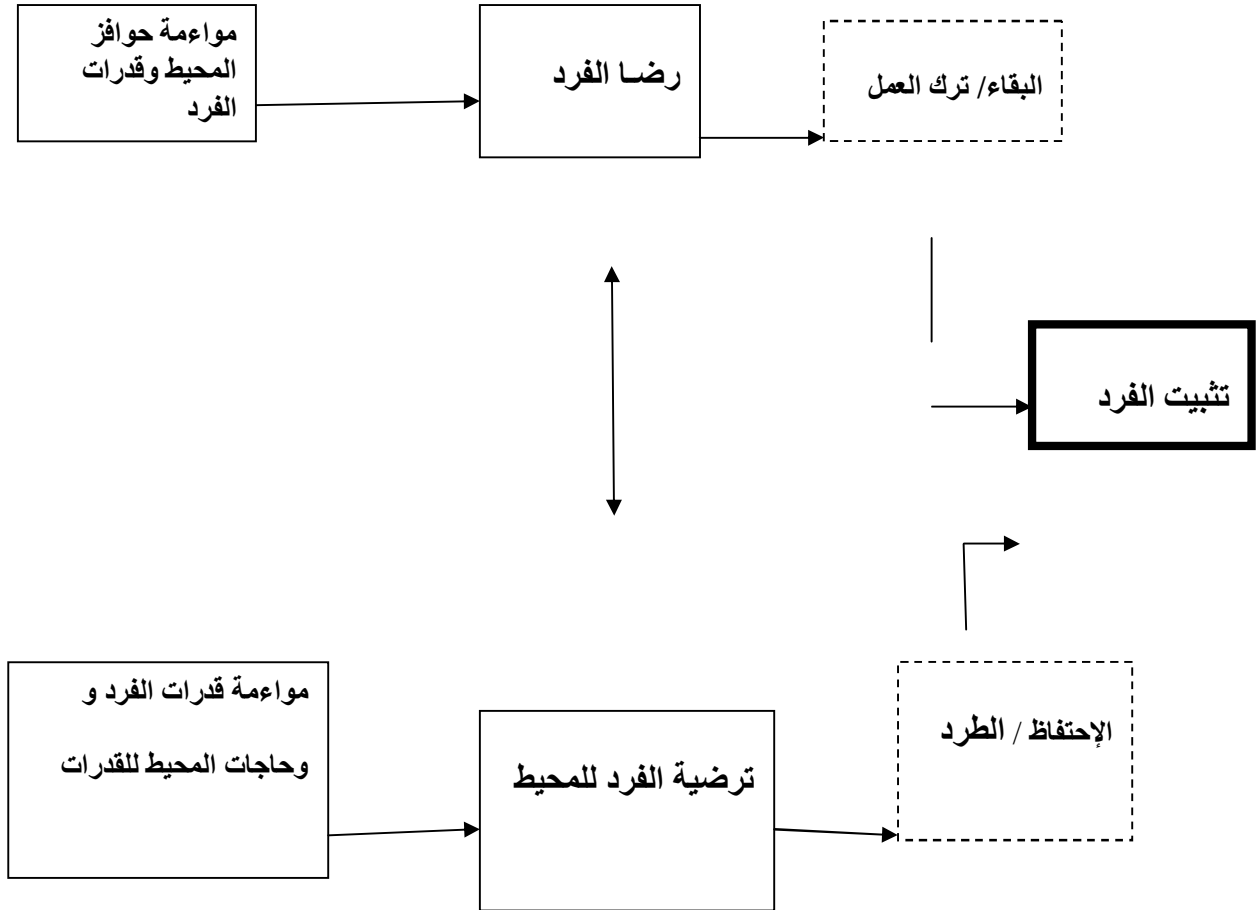 مواءمة حوافز
المحيط وقدرات
الفرد
رضا الفرد
البقاء/ ترك العمل
تثبيت الفرد
مواءمة قدرات الفرد و
وحاجات المحيط للقدرات
ترضية الفرد للمحيط
الإحتفاظ / الطرد